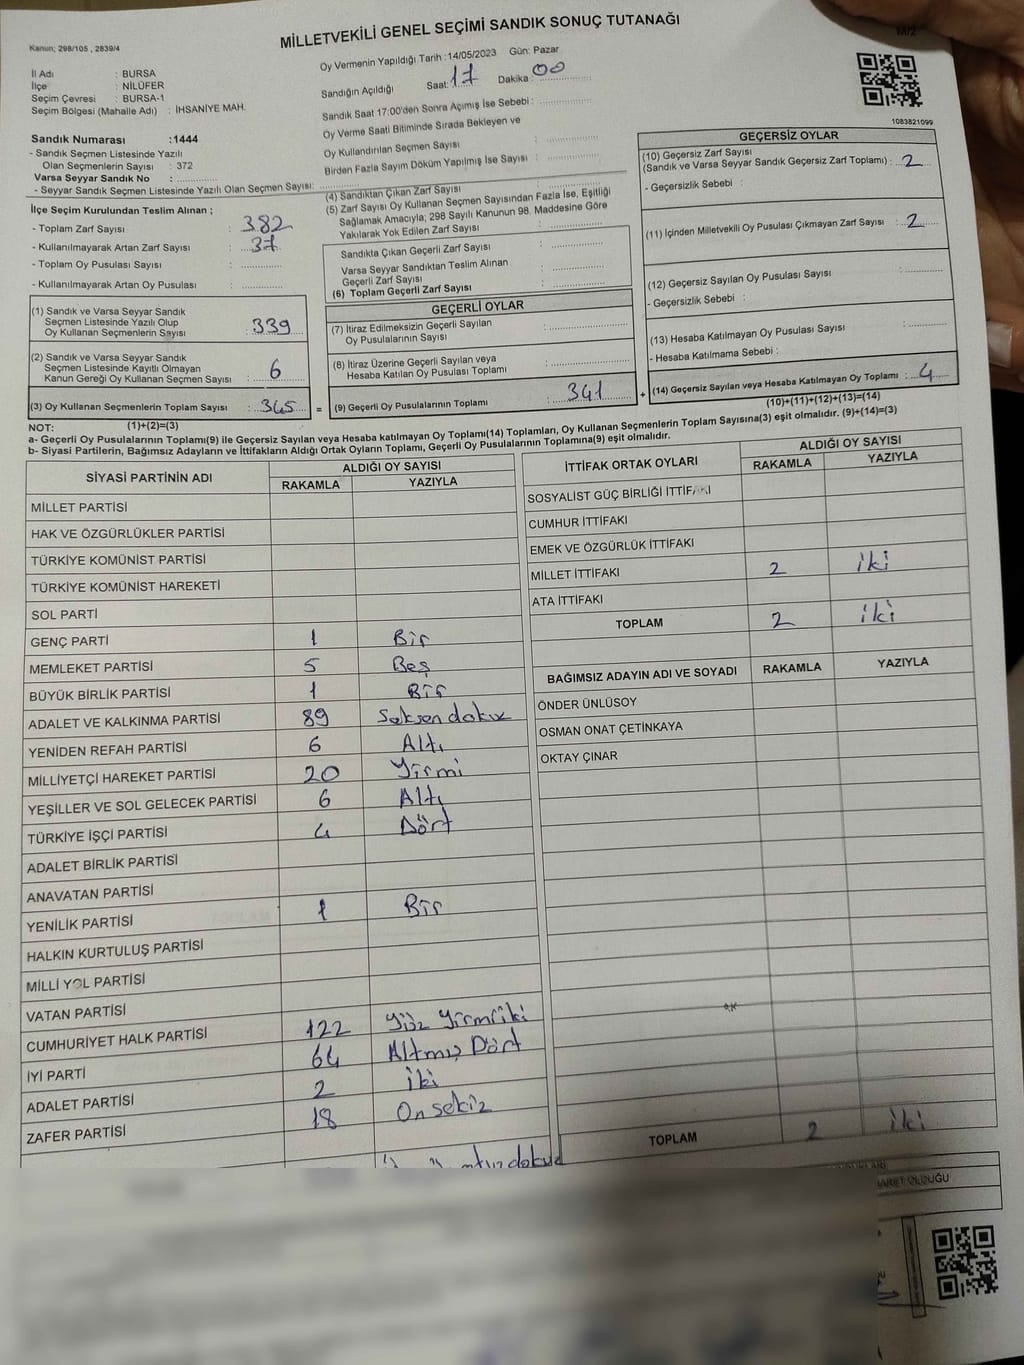 MİLLETVEKİLİ GENEL SEÇİMİ SANDIK SONUÇ TUTANAĞI
M/2
Kanun; 298/105 , 2839/4
İl Adı : BURSA
İlçe : NİLÜFER
Seçim Çevresi : BURSA-1
Seçim Bölgesi (Mahalle Adı) : İHSANİYE MAH.
Oy Vermenin Yapıldığı Tarih :14/05/2023 Gün: Pazar
Sandığın Açıldığı Saat: 17 Dakika : 00
Sandık Saat 17:00'den Sonra Açımış İse Sebebi :
Oy Verme Saati Bitiminde Sırada Bekleyen ve
Oy Kullandırılan Seçmen Sayısı :
Birden Fazla Sayım Döküm Yapılmış İse Sayısı :
1083821099
Sandık Numarası :1444
- Sandık Seçmen Listesinde Yazılı
Olan Seçmenlerin Sayısı : 372
Varsa Seyyar Sandık No :
- Seyyar Sandık Seçmen Listesinde Yazılı Olan Seçmen Sayısı:
İlçe Seçim Kurulundan Teslim Alınan ;
- Toplam Zarf Sayısı : 382
- Kullanılmayarak Artan Zarf Sayısı : 37
- Toplam Oy Pusulası Sayısı :
- Kullanılmayarak Artan Oy Pusulası :
(1) Sandık ve Varsa Seyyar Sandık
Seçmen Listesinde Yazılı Olup
Oy Kullanan Seçmenlerin Sayısı : 339
(2) Sandık ve Varsa Seyyar Sandık
Seçmen Listesinde Kayıtlı Olmayan
Kanun Gereği Oy Kullanan Seçmen Sayısı : 6
(3) Oy Kullanan Seçmenlerin Toplam Sayısı : 345 =
(4) Sandıktan Çıkan Zarf Sayısı :
(5) Zarf Sayısı Oy Kullanan Seçmen Sayısından Fazla İse, Eşitliği
Sağlamak Amacıyla; 298 Sayılı Kanunun 98. Maddesine Göre
Yakılarak Yok Edilen Zarf Sayısı :
Sandıkta Çıkan Geçerli Zarf Sayısı :
Varsa Seyyar Sandıktan Teslim Alınan
Geçerli Zarf Sayısı :
(6) Toplam Geçerli Zarf Sayısı :
GEÇERLİ OYLAR
(7) İtiraz Edilmeksizin Geçerli Sayılan
Oy Pusulalarının Sayısı :
(8) İtiraz Üzerine Geçerli Sayılan veya
Hesaba Katılan Oy Pusulası Toplamı :
(9) Geçerli Oy Pusulalarının Toplamı : 341 +
GEÇERSİZ OYLAR
(10) Geçersiz Zarf Sayısı
(Sandık ve Varsa Seyyar Sandık Geçersiz Zarf Toplamı) : 2
- Geçersizlik Sebebi :
(11) İçinden Milletvekili Oy Pusulası Çıkmayan Zarf Sayısı : 2
(12) Geçersiz Sayılan Oy Pusulası Sayısı :
- Geçersizlik Sebebi :
(13) Hesaba Katılmayan Oy Pusulası Sayısı :
- Hesaba Katılmama Sebebi :
(14) Geçersiz Sayılan veya Hesaba Katılmayan Oy Toplamı : 4
(10)+(11)+(12)+(13)=(14)
NOT: (1)+(2)=(3)
a- Geçerli Oy Pusulalarının Toplamı(9) ile Geçersiz Sayılan veya Hesaba katılmayan Oy Toplamı(14) Toplamları, Oy Kullanan Seçmenlerin Toplam Sayısına(3) eşit olmalıdır. (9)+(14)=(3)
b- Siyasi Partilerin, Bağımsız Adayların ve İttifakların Aldığı Ortak Oyların Toplamı, Geçerli Oy Pusulalarının Toplamına(9) eşit olmalıdır.
SİYASİ PARTİNİN ADI ALDIĞI OY SAYISI
RAKAMLA YAZIYLA
MİLLET PARTİSİ
HAK VE ÖZGÜRLÜKLER PARTİSİ
TÜRKİYE KOMÜNİST PARTİSİ
TÜRKİYE KOMÜNİST HAREKETİ
SOL PARTİ
GENÇ PARTİ 1 Bir
MEMLEKET PARTİSİ 5 Beş
BÜYÜK BİRLİK PARTİSİ 1 Bir
ADALET VE KALKINMA PARTİSİ 89 Seksen dokuz
YENİDEN REFAH PARTİSİ 6 Altı
MİLLİYETÇİ HAREKET PARTİSİ 20 Yirmi
YEŞİLLER VE SOL GELECEK PARTİSİ 6 Altı
TÜRKİYE İŞÇİ PARTİSİ 4 Dört
ADALET BİRLİK PARTİSİ
ANAVATAN PARTİSİ
YENİLİK PARTİSİ 1 Bir
HALKIN KURTULUŞ PARTİSİ
MİLLİ YOL PARTİSİ
VATAN PARTİSİ
CUMHURİYET HALK PARTİSİ 122 Yüz Yirmi iki
İYİ PARTİ 64 Altmış Dört
ADALET PARTİSİ 2 iki
ZAFER PARTİSİ 18 On sekiz
İTTİFAK ORTAK OYLARI ALDIĞI OY SAYISI
RAKAMLA YAZIYLA
SOSYALİST GÜÇ BİRLİĞİ İTTİFAKI
CUMHUR İTTİFAKI
EMEK VE ÖZGÜRLÜK İTTİFAKI
MİLLET İTTİFAKI 2 iki
ATA İTTİFAKI
TOPLAM 2 iki
BAĞIMSIZ ADAYIN ADI VE SOYADI RAKAMLA YAZIYLA
ÖNDER ÜNLÜSOY
OSMAN ONAT ÇETİNKAYA
OKTAY ÇINAR
TOPLAM 2 iki